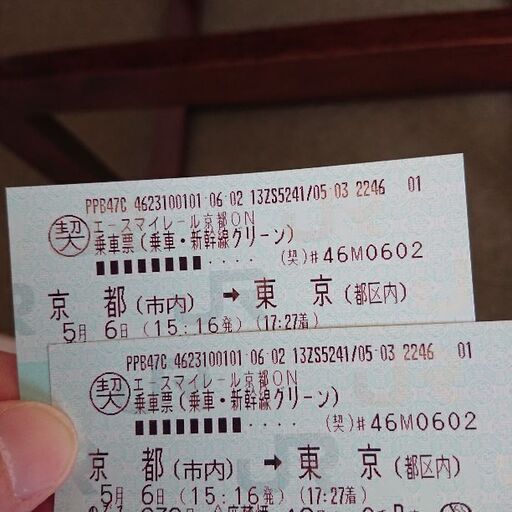 PPB47C 4623100101 06-02 13ZS5241/05-03 2246 01
契 エースマイレール京都ON
乗車票(乗車・新幹線グリーン)
■■■■■■■■ ・・・・ (契)#46M0602
京 都(市内) → 東 京(都区内)
5月 6日(15:16発)(17:27着)
PPB47C 4623100101 06-02 13ZS5241/05-03 2246 01
契 エースマイレール京都ON
乗車票(乗車・新幹線グリーン)
■■■■■■■■ ・・・・ (契)#46M0602
京 都(市内) → 東 京(都区内)
5月 6日(15:16発)(17:27着)